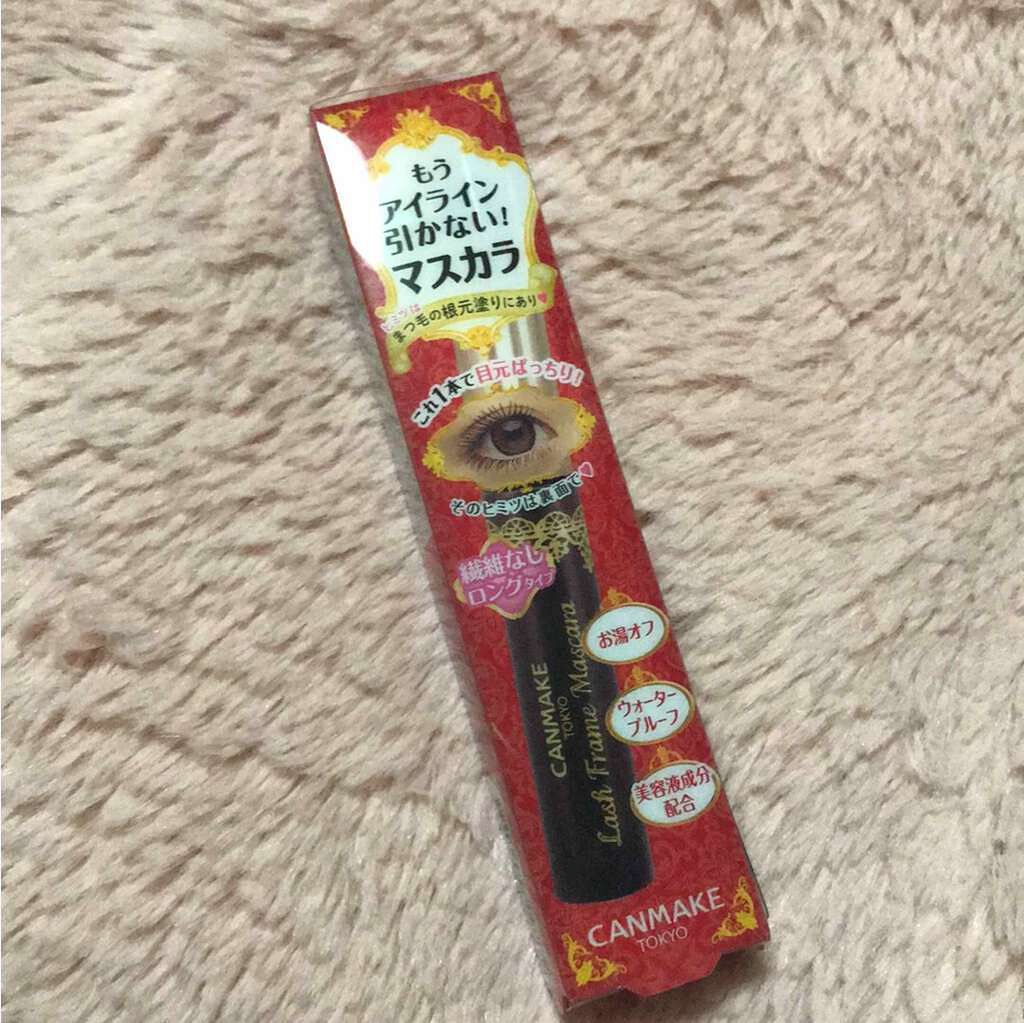 もう
アイライン
引かない!
マスカラ
ヒミツは
まつ毛の根元塗りにあり♥
これ1本で目元ぱっちり!
そのヒミツは裏面で♡
繊維なし
ロングタイプ
お湯オフ
ウォーター
プルーフ
美容液成分
配合
CANMAKE
TOKYO
Lash Frame Mascara
CANMAKE
TOKYO